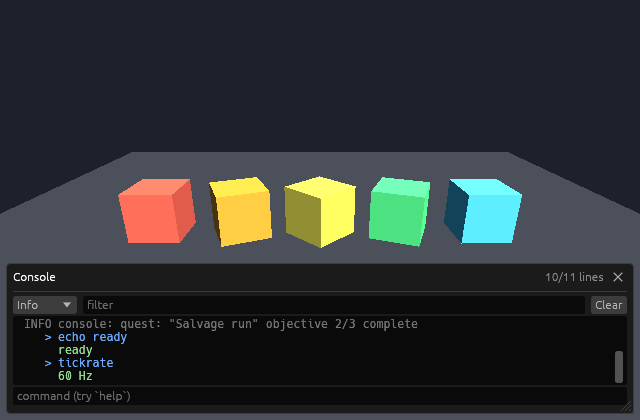 Console
10/11 lines
Info
filter
Clear
INFO console: quest: "Salvage run" objective 2/3 complete
> echo ready
ready
> tickrate
60 Hz
command (try `help`)